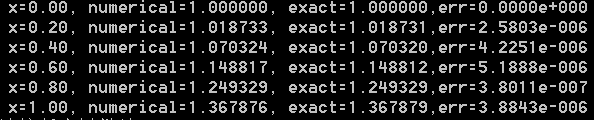 x=0.00, numerical=1.000000, exact=1.000000,err=0.0000e+000
x=0.20, numerical=1.018733, exact=1.018731,err=2.5803e-006
x=0.40, numerical=1.070324, exact=1.070320,err=4.2251e-006
x=0.60, numerical=1.148817, exact=1.148812,err=5.1888e-006
x=0.80, numerical=1.249329, exact=1.249329,err=3.8011e-007
x=1.00, numerical=1.367876, exact=1.367879,err=3.8843e-006